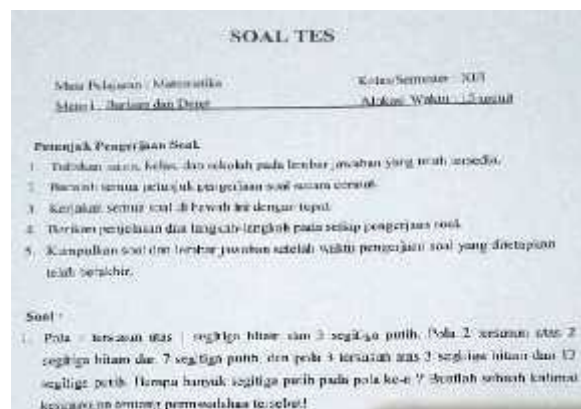 SOAL TES
Mata Pelajaran : Matematika
Kelas/Semester : XI/1
Materi : Barisan dan Deret
Alokasi Waktu : menit
Petunjuk Pengerjaan Soal
1. Tuliskan nama, kelas, dan sekolah pada lembar jawaban yang telah tersedia.
2. Bacalah semua petunjuk pengerjaan soal secara cermat.
3. Kerjakan semua soal di bawah ini dengan tepat.
4. Berikan penjelasan dan langkah-langkah pada setiap pengerjaan soal.
5. Kumpulkan soal dan lembar jawaban setelah waktu pengerjaan soal yang ditetapkan
telah berakhir.
Soal :
1. Pola tersusun atas 1 segitiga hitam dan 3 segitiga putih. Pola 2 tersusun atas 2
segitiga hitam dan 7 segitiga putih, dan pola 3 tersusun atas 3 segitiga hitam dan
segitiga putih. Berapa banyak segitiga putih pada pola ke-n ? Buatlah sebuah kalimat
tentang permasalahan tersebut!